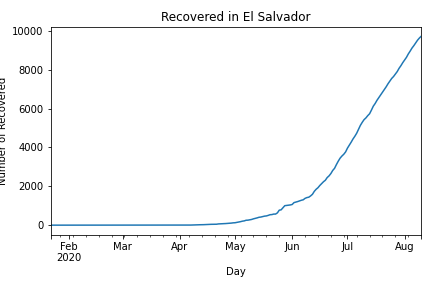 Recovered in El Salvador
10000
8000
6000
4000
2000
0
Number of Recovered
Feb
2020
Mar
Apr
May
Jun
Jul
Aug
Day